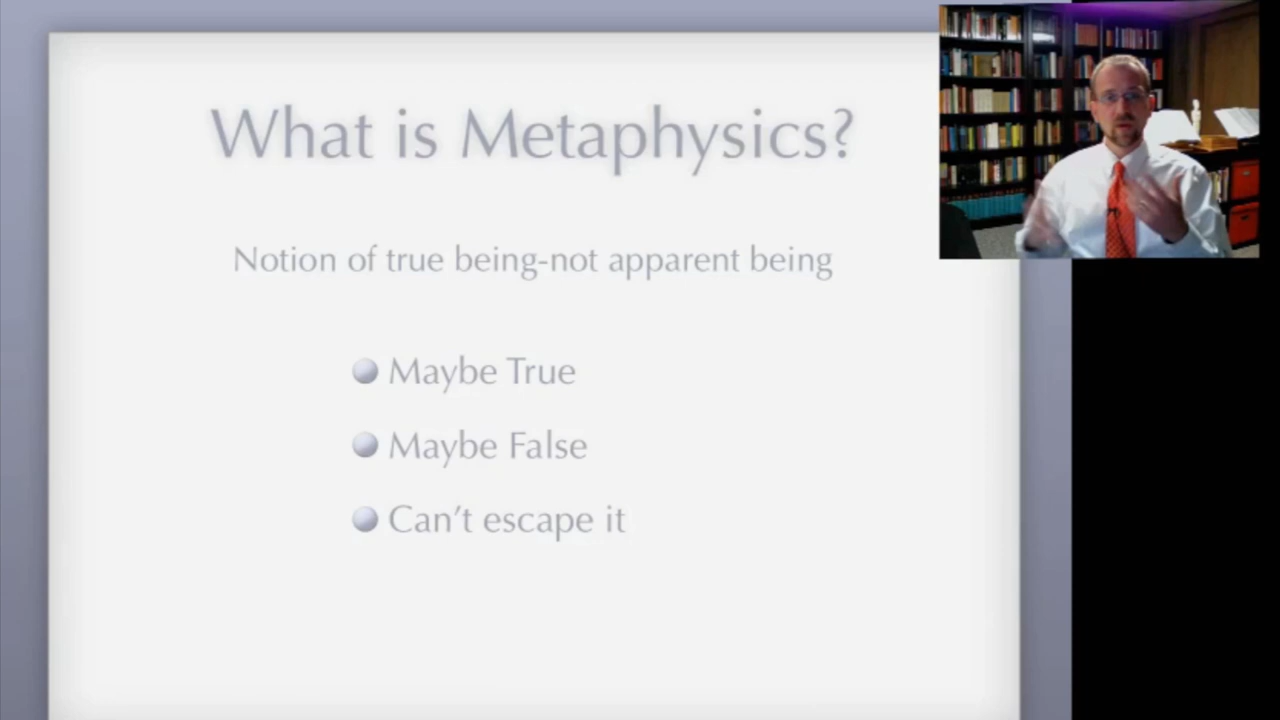 What is Metaphysics?
Notion of true being-not apparent being
Maybe True
Maybe False
Can't escape it